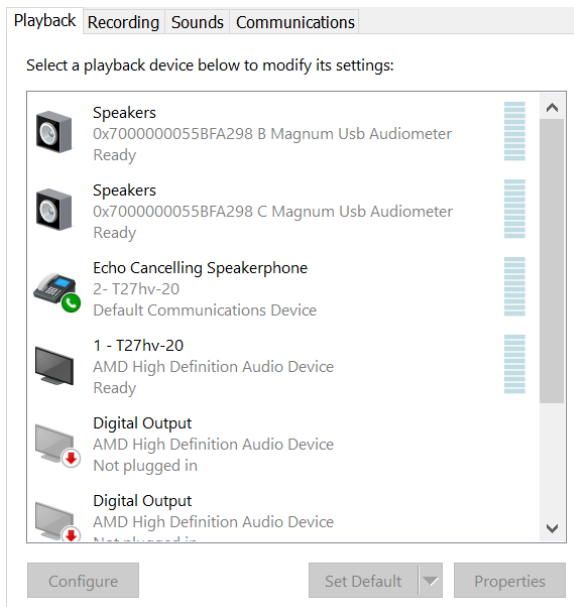 Playback Recording Sounds Communications
Select a playback device below to modify its settings:
Speakers
0x7000000055BFA298 B Magnum Usb Audiometer
Ready
Speakers
0x7000000055BFA298 C Magnum Usb Audiometer
Ready
Echo Cancelling Speakerphone
2- T27hv-20
Default Communications Device
1 - T27hv-20
AMD High Definition Audio Device
Ready
Digital Output
AMD High Definition Audio Device
Not plugged in
Digital Output
AMD High Definition Audio Device
Not plugged in
Configure Set Default Properties